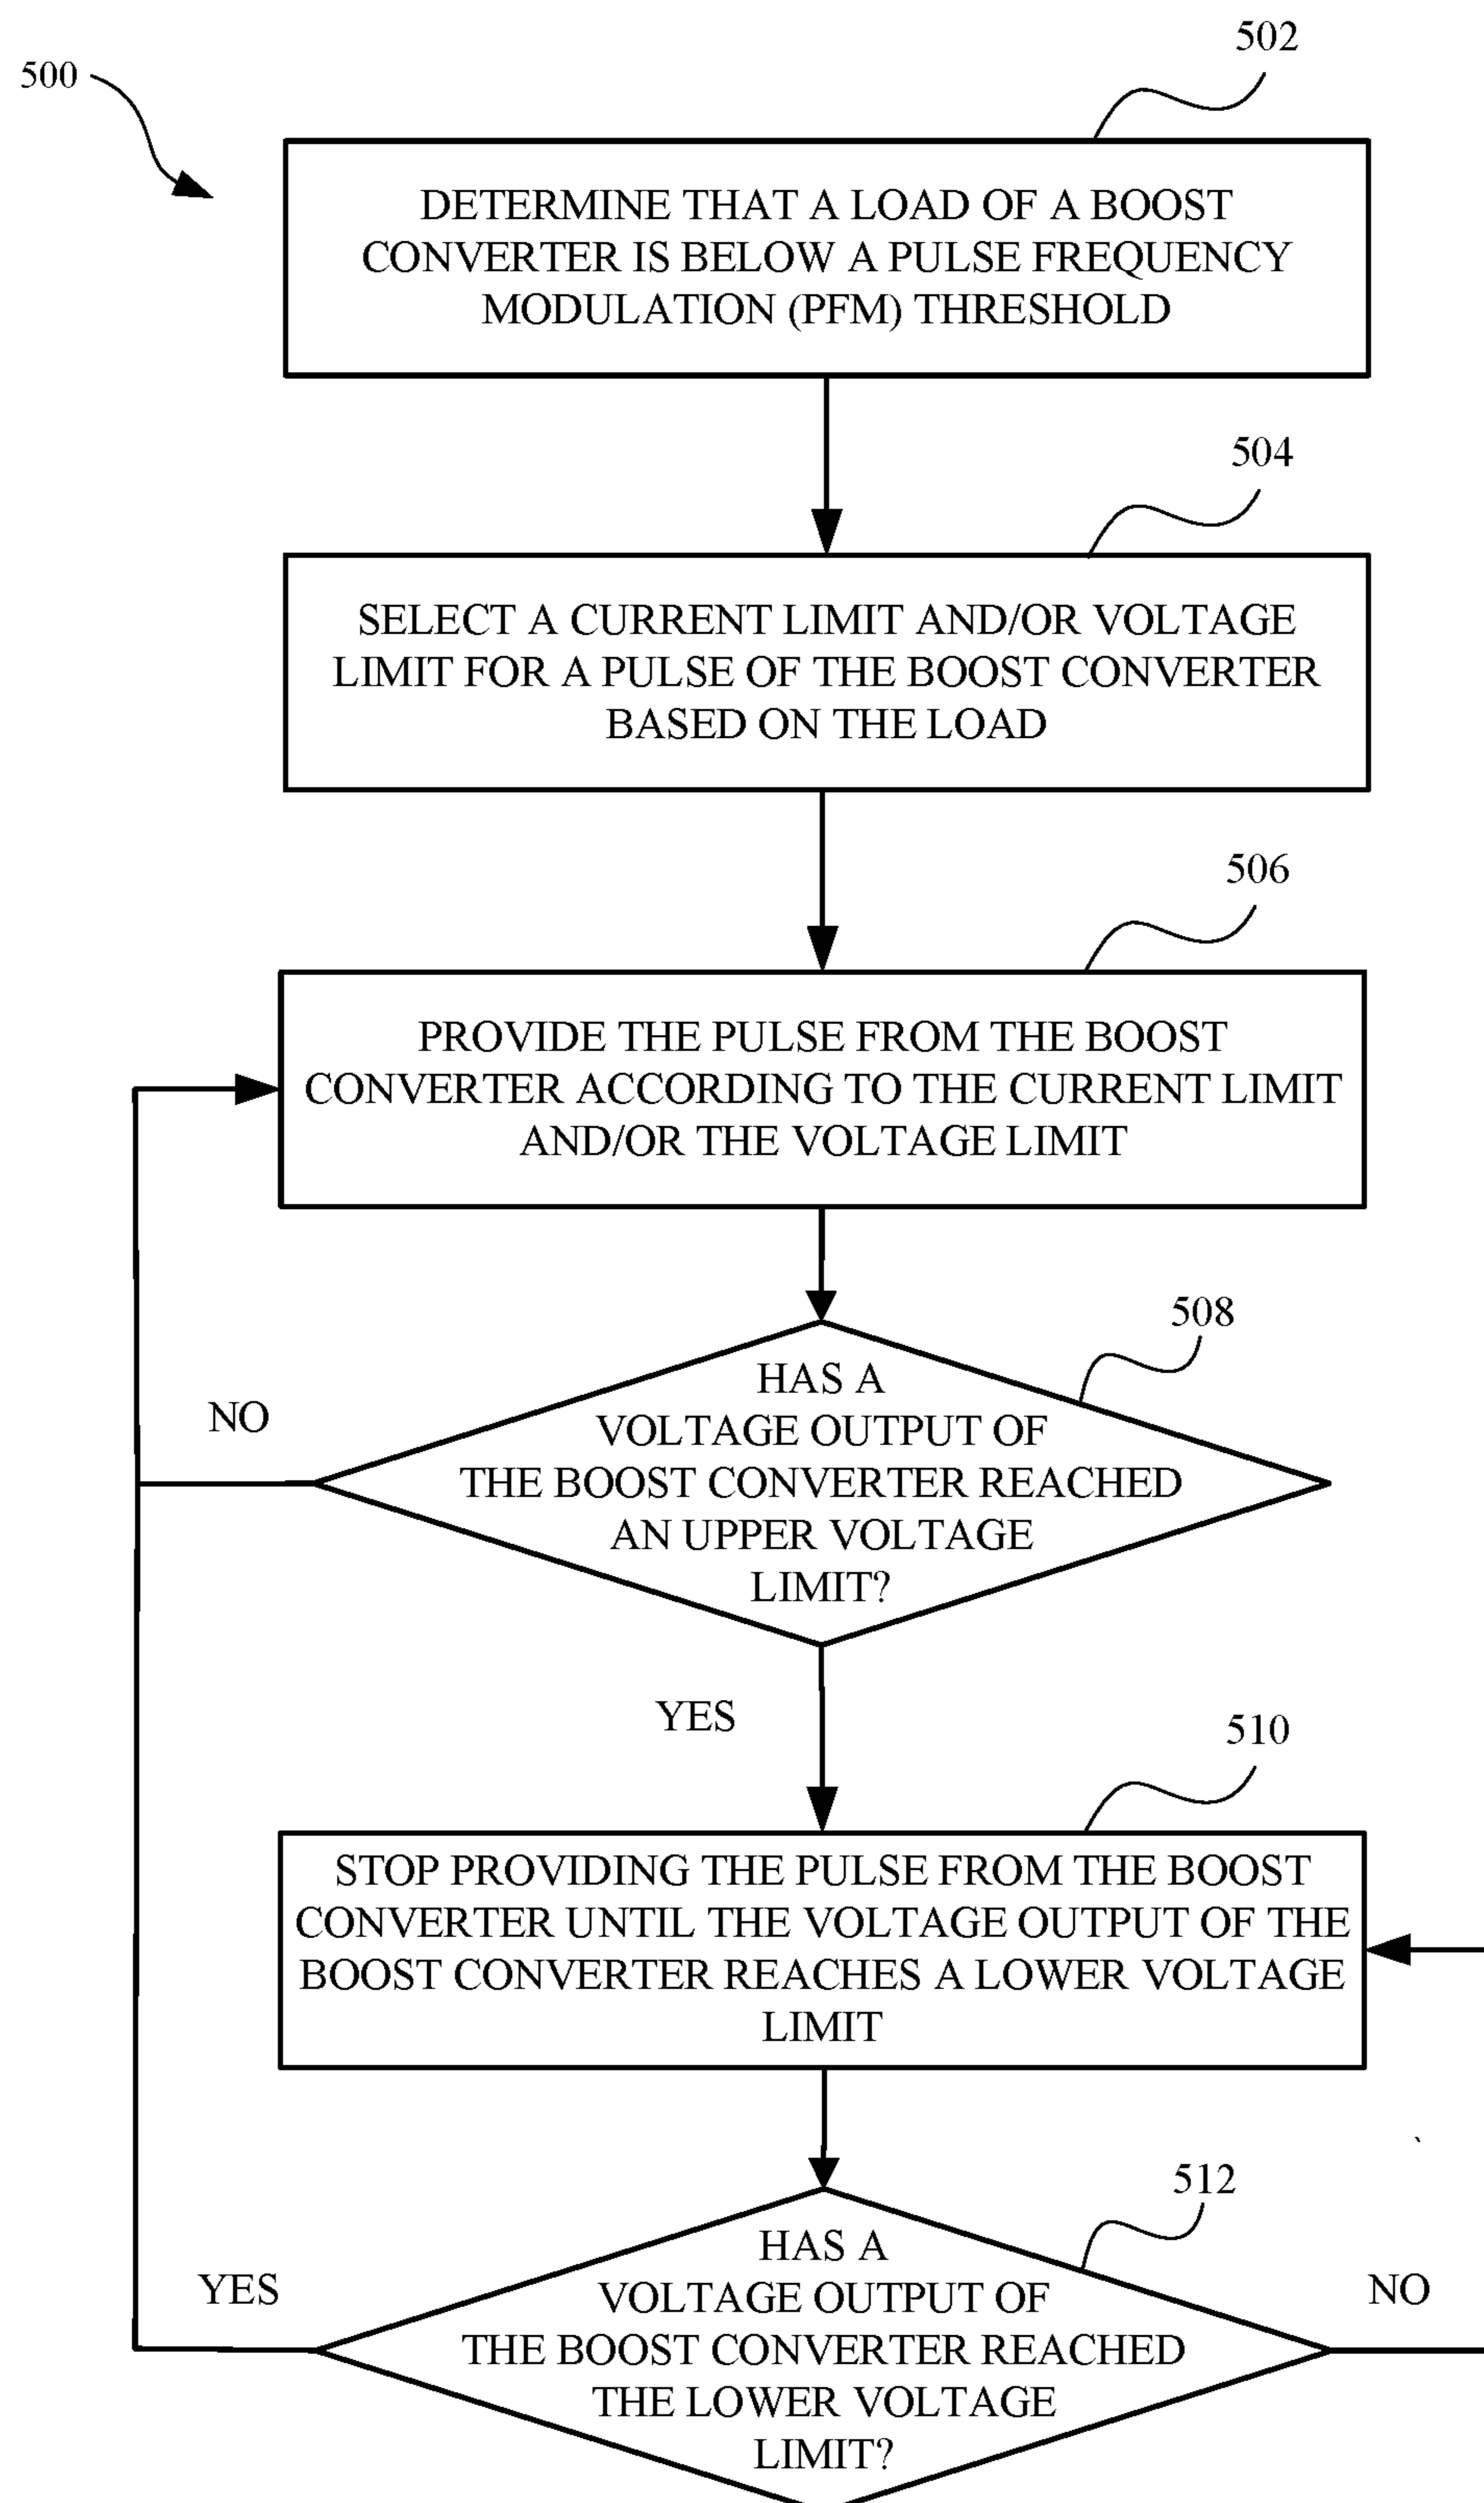 502
500
DETERMINE THAT A LOAD OF A BOOST
CONVERTER IS BELOW A PULSE FREQUENCY
MODULATION (PFM) THRESHOLD
504
SELECT A CURRENT LIMIT AND/OR VOLTAGE
LIMIT FOR A PULSE OF THE BOOST CONVERTER
BASED ON THE LOAD
506
PROVIDE THE PULSE FROM THE BOOST
CONVERTER ACCORDING TO THE CURRENT LIMIT
AND/OR THE VOLTAGE LIMIT
508
HAS A
VOLTAGE OUTPUT OF
THE BOOST CONVERTER REACHED
AN UPPER VOLTAGE
LIMIT?
NO
YES
510
STOP PROVIDING THE PULSE FROM THE BOOST
CONVERTER UNTIL THE VOLTAGE OUTPUT OF THE
BOOST CONVERTER REACHES A LOWER VOLTAGE
LIMIT
512
HAS A
VOLTAGE OUTPUT OF
THE BOOST CONVERTER REACHED
THE LOWER VOLTAGE
LIMIT?
YES
NO